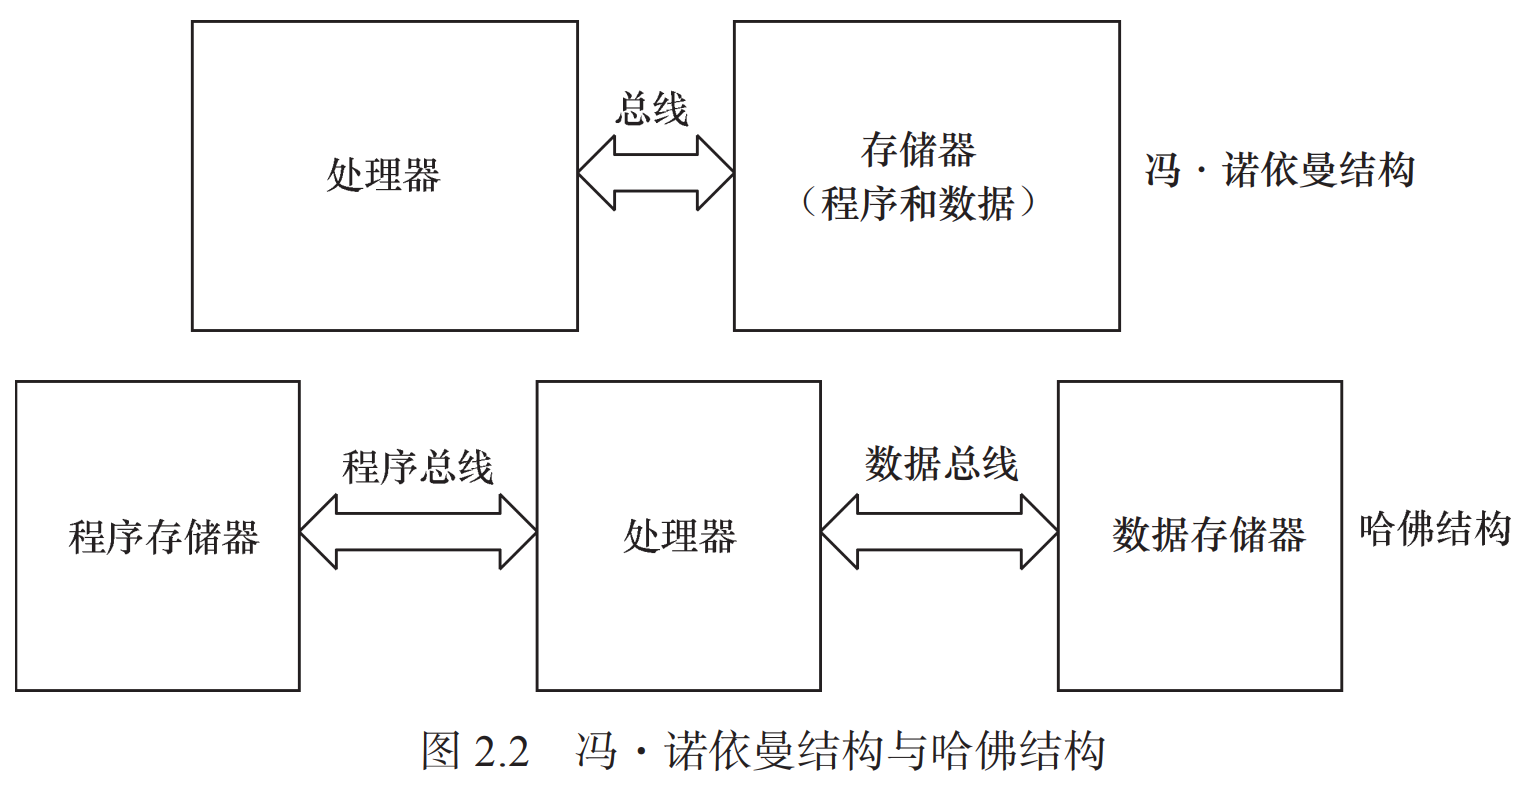 总线
处理器
存储器
（程序和数据）
冯·诺依曼结构
程序总线
数据总线
程序存储器
处理器
数据存储器
哈佛结构
图 2.2 冯·诺依曼结构与哈佛结构